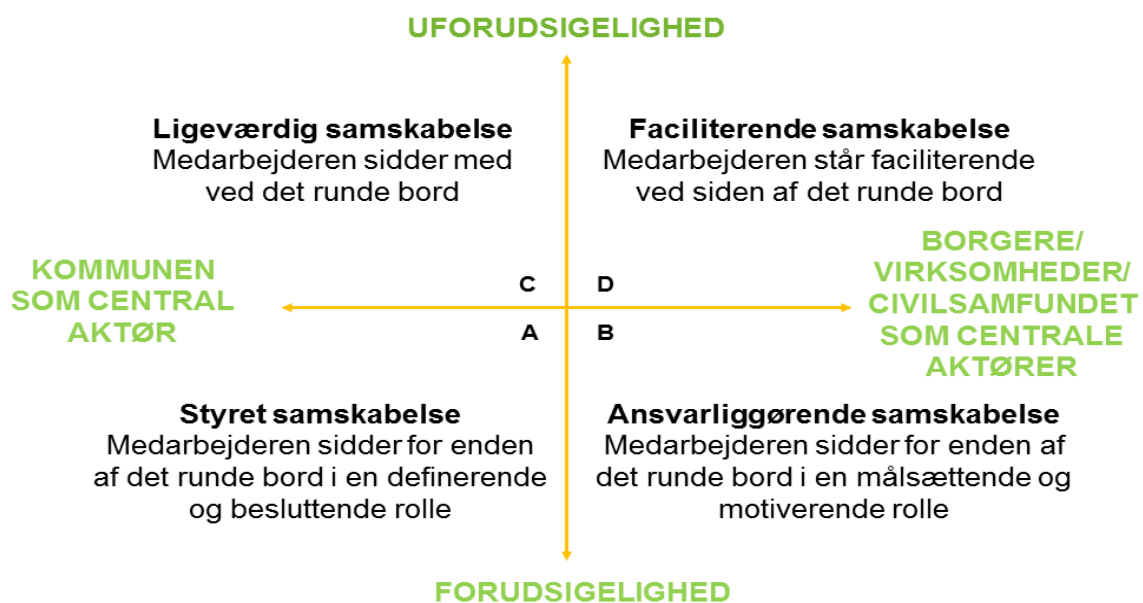 UFORUDSIGELIGHED
Ligeværdig samskabelse
Medarbejderen sidder med
ved det runde bord
Faciliterende samskabelse
Medarbejderen står faciliterende
ved siden af det runde bord
KOMMUNEN
SOM CENTRAL
AKTØR
C
D
A
B
BORGERE/
VIRKSOMHEDER/
CIVILSAMFUNDET
SOM CENTRALE
AKTØRER
Styret samskabelse
Medarbejderen sidder for enden
af det runde bord i en definerende
og besluttende rolle
Ansvarliggørende samskabelse
Medarbejderen sidder for enden af
det runde bord i en målsættende og
motiverende rolle
FORUDSIGELIGHED